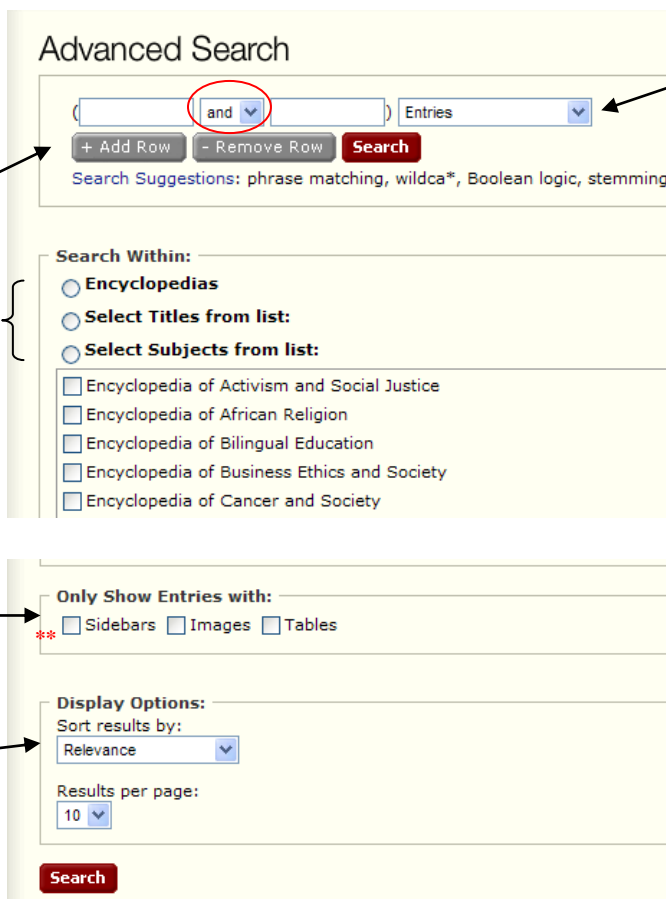 Advanced Search
( and ) Entries
+ Add Row - Remove Row Search
Search Suggestions: phrase matching, wildca*, Boolean logic, stemming
Search Within:
Encyclopedias
Select Titles from list:
Select Subjects from list:
Encyclopedia of Activism and Social Justice
Encyclopedia of African Religion
Encyclopedia of Bilingual Education
Encyclopedia of Business Ethics and Society
Encyclopedia of Cancer and Society
Only Show Entries with:
** Sidebars Images Tables
Display Options:
Sort results by:
Relevance
Results per page:
10
Search